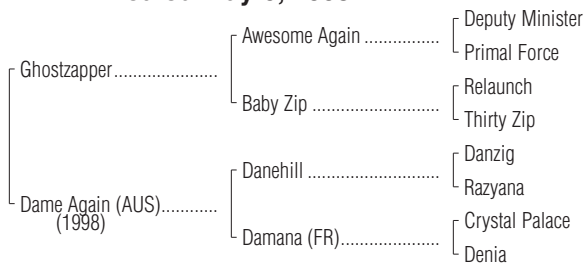 Deputy Minister
Awesome Again
Primal Force
Ghostzapper
Relaunch
Baby Zip
Thirty Zip
Danzig
Danehill
Razyana
Dame Again (AUS)
(1998)
Crystal Palace
Damana (FR)
Denia